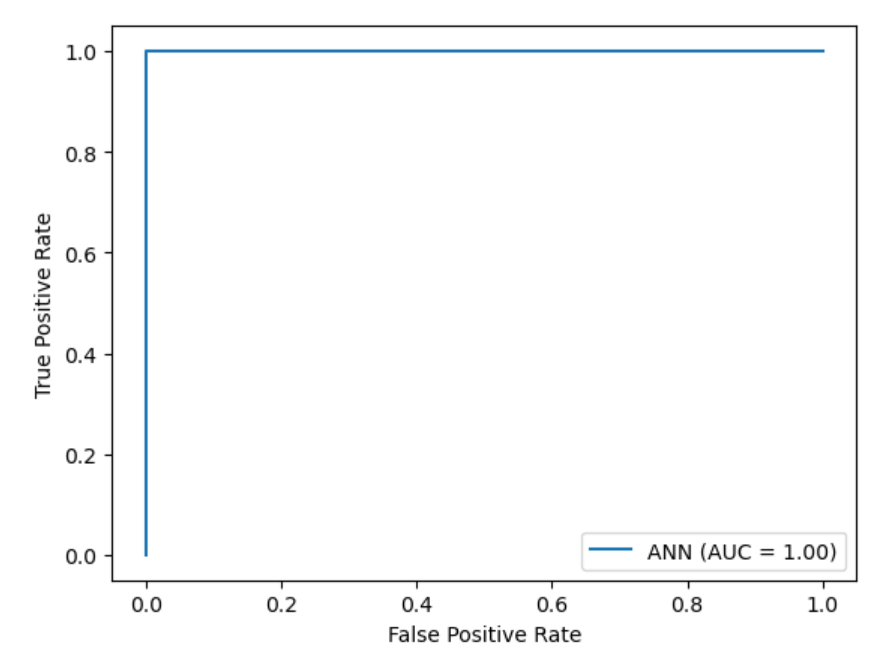 1.0
0.8
0.6
0.4
0.2
0.0
True Positive Rate
ANN (AUC = 1.00)
0.0 0.2 0.4 0.6 0.8 1.0
False Positive Rate